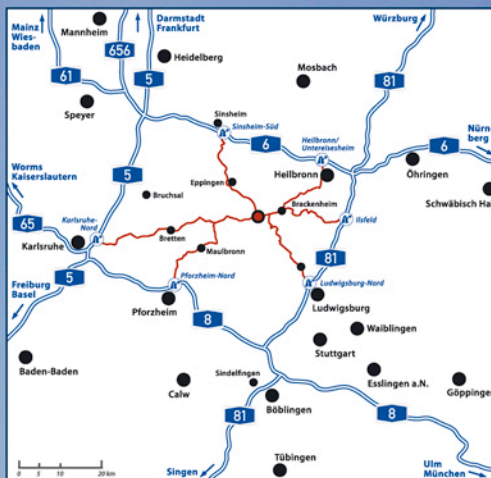 Mainz
Wies-
baden
Mannheim
656
Darmstadt
Frankfurt
Würzburg
61
5
Heidelberg
Mosbach
81
Speyer
Sinsheim
Sinsheim-Süd
6
Heilbronn/
Untereisesheim
6
Nürn-
berg
5
Eppingen
Heilbronn
Öhringen
Worms
Kaiserslautern
Bruchsal
Brackenheim
Schwäbisch Ha
65
Karlsruhe-
Nord
Ilsfeld
Karlsruhe
Bretten
Maulbronn
81
5
Freiburg
Basel
Pforzheim-Nord
Ludwigsburg-Nord
Pforzheim
8
Ludwigsburg
Waiblingen
Stuttgart
Baden-Baden
Calw
Sindelfingen
Esslingen a.N.
Göppinge
81
Böblingen
8
Tübingen
Singen
Ulm
München
0 5 10 20 km